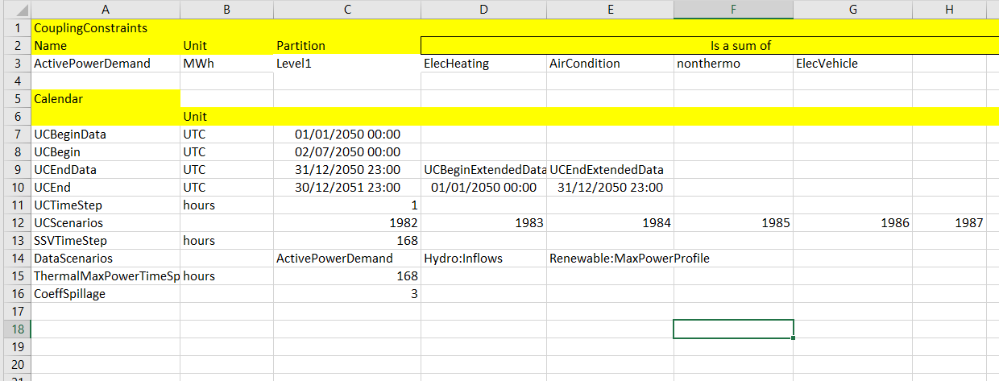 A B C D E F G H
1 CouplingConstraints
2 Name Unit Partition Is a sum of
3 ActivePowerDemand MWh Level1 ElecHeating AirCondition nonthermo ElecVehicle
4
5 Calendar
6 Unit
7 UCBeginData UTC 01/01/2050 00:00
8 UCBegin UTC 02/07/2050 00:00
9 UCEndData UTC 31/12/2050 23:00 UCBeginExtendedData UCEndExtendedData
10 UCEnd UTC 30/12/2051 23:00 01/01/2050 00:00 31/12/2050 23:00
11 UCTimeStep hours 1
12 UCScenarios 1982 1983 1984 1985 1986 1987
13 SSVTimeStep hours 168
14 DataScenarios ActivePowerDemand Hydro:Inflows Renewable:MaxPowerProfile
15 ThermalMaxPowerTimeSp hours 168
16 CoeffSpillage 3
17
18
19
20